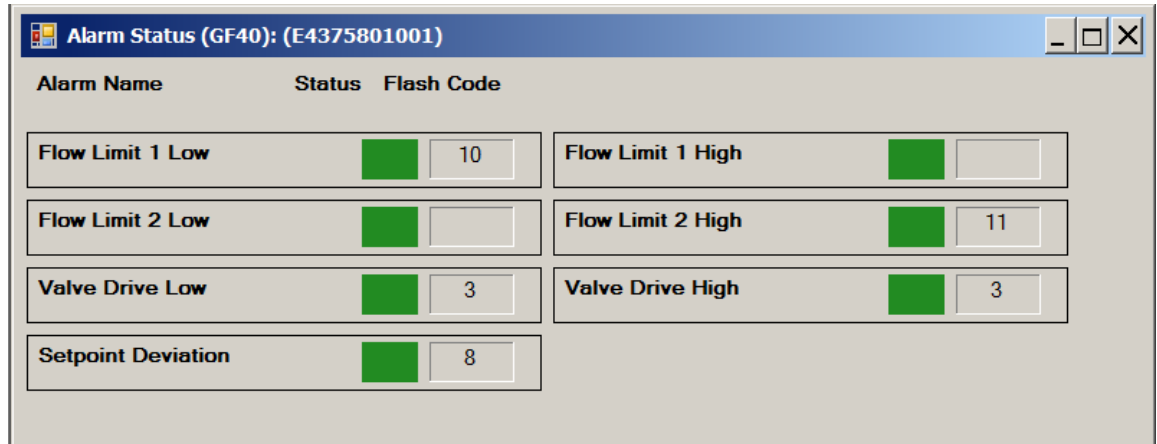 Alarm Status (GF40): (E4375801001)
Alarm Name Status Flash Code
Flow Limit 1 Low 10 Flow Limit 1 High
Flow Limit 2 Low Flow Limit 2 High 11
Valve Drive Low 3 Valve Drive High 3
Setpoint Deviation 8